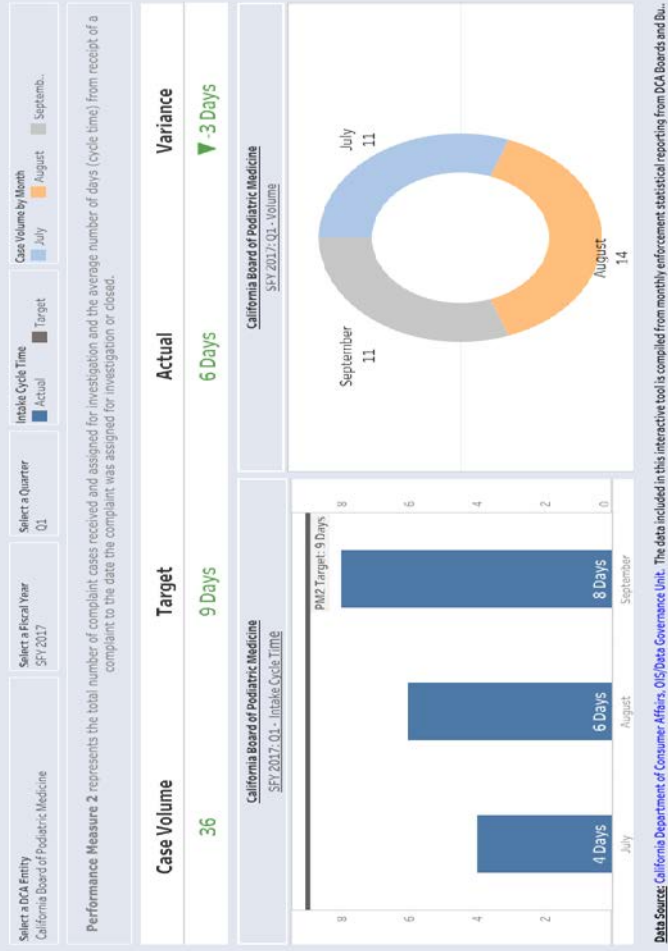 Select a DCA Entity
California Board of Podiatric Medicine
Select a Fiscal Year
SFY 2017
Select a Quarter
Q1
Intake Cycle Time
Actual
Target
Case Volume by Month
July
August
Septemb..
Performance Measure 2 represents the total number of complaint cases received and assigned for investigation and the average number of days (cycle time) from receipt of a
complaint to the date the complaint was assigned for investigation or closed.
Case Volume
Target
Actual
Variance
36
9 Days
6 Days
▼ -3 Days
California Board of Podiatric Medicine
SFY 2017: Q1 - Intake Cycle Time
PM2 Target: 9 Days
8
6
4
2
8
6
4
2
0
4 Days
6 Days
8 Days
July
August
September
California Board of Podiatric Medicine
SFY 2017: Q1 - Volume
September
11
July
11
August
14
Data Source: California Department of Consumer Affairs, OIS/Data Governance Unit. The data included in this interactive tool is compiled from monthly enforcement statistical reporting from DCA Boards and Bu..